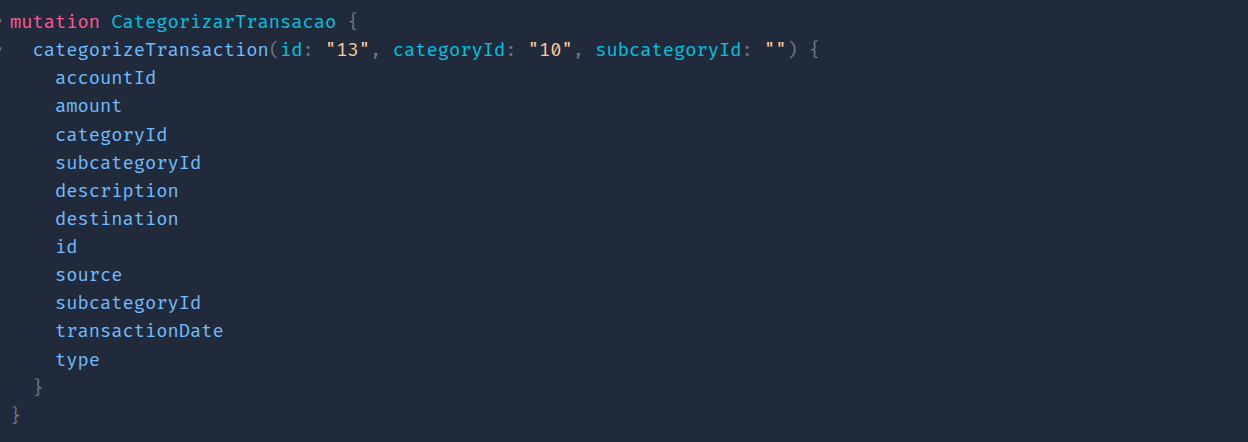 mutation CategorizarTransacao {
categorizeTransaction(id: "13", categoryId: "10", subcategoryId: "") {
accountId
amount
categoryId
subcategoryId
description
destination
id
source
subcategoryId
transactionDate
type
}
}